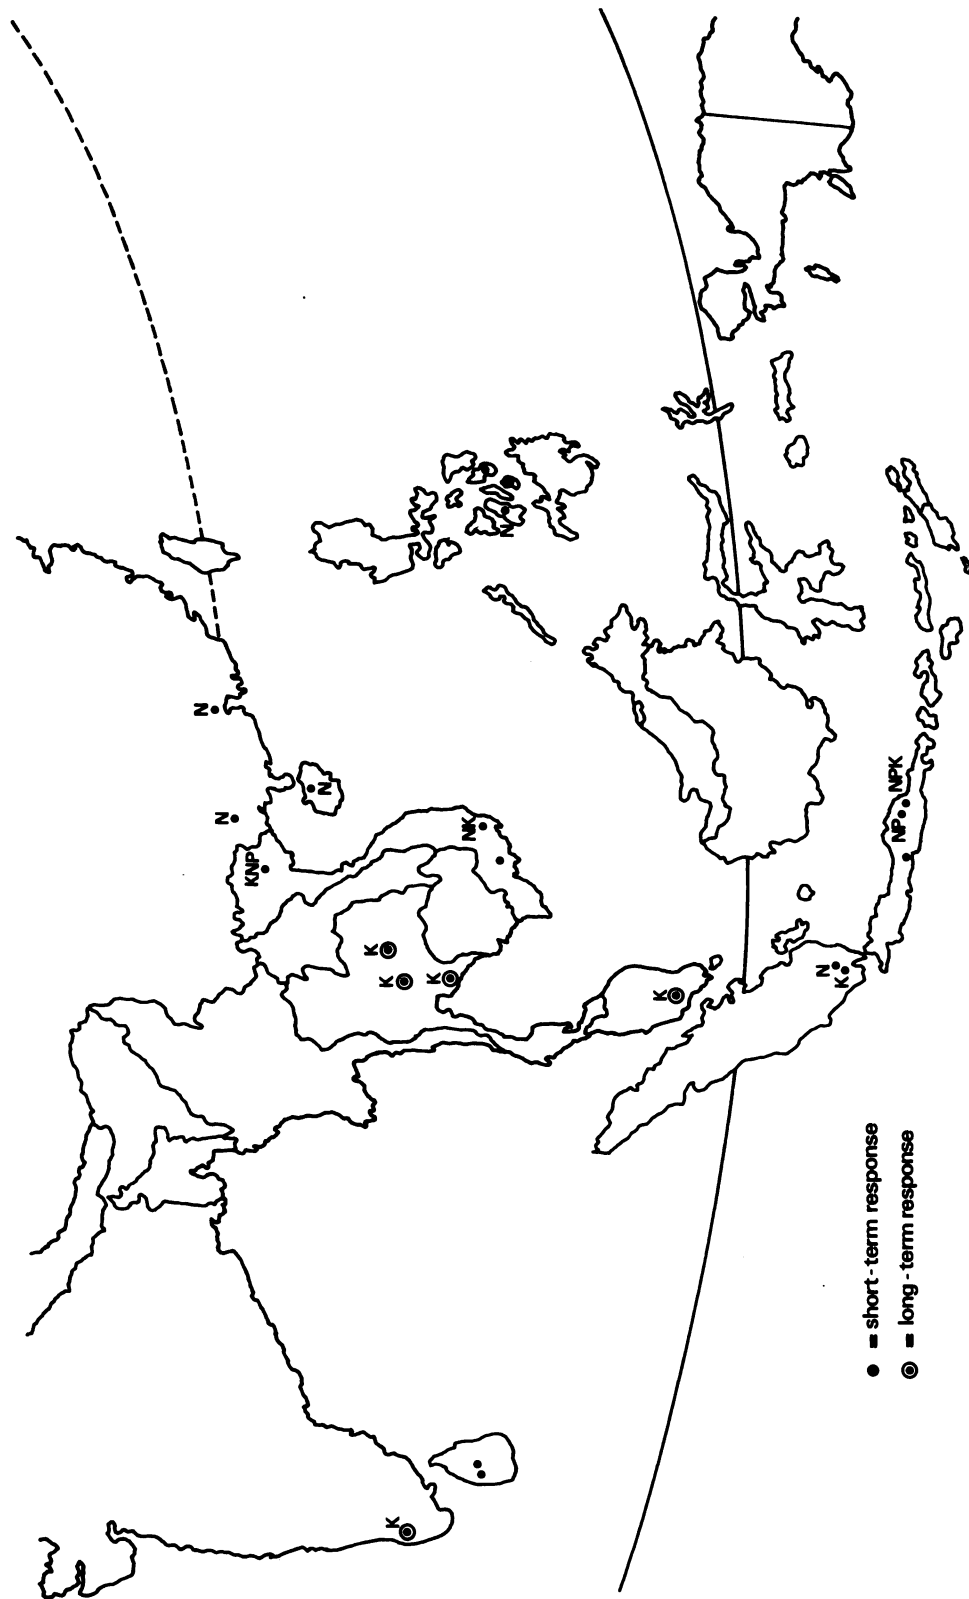 N
N
KNP
N
K
K
K
K
NK
N
K
N
K
NP
NPK
● = short-term response
◉ = long-term response